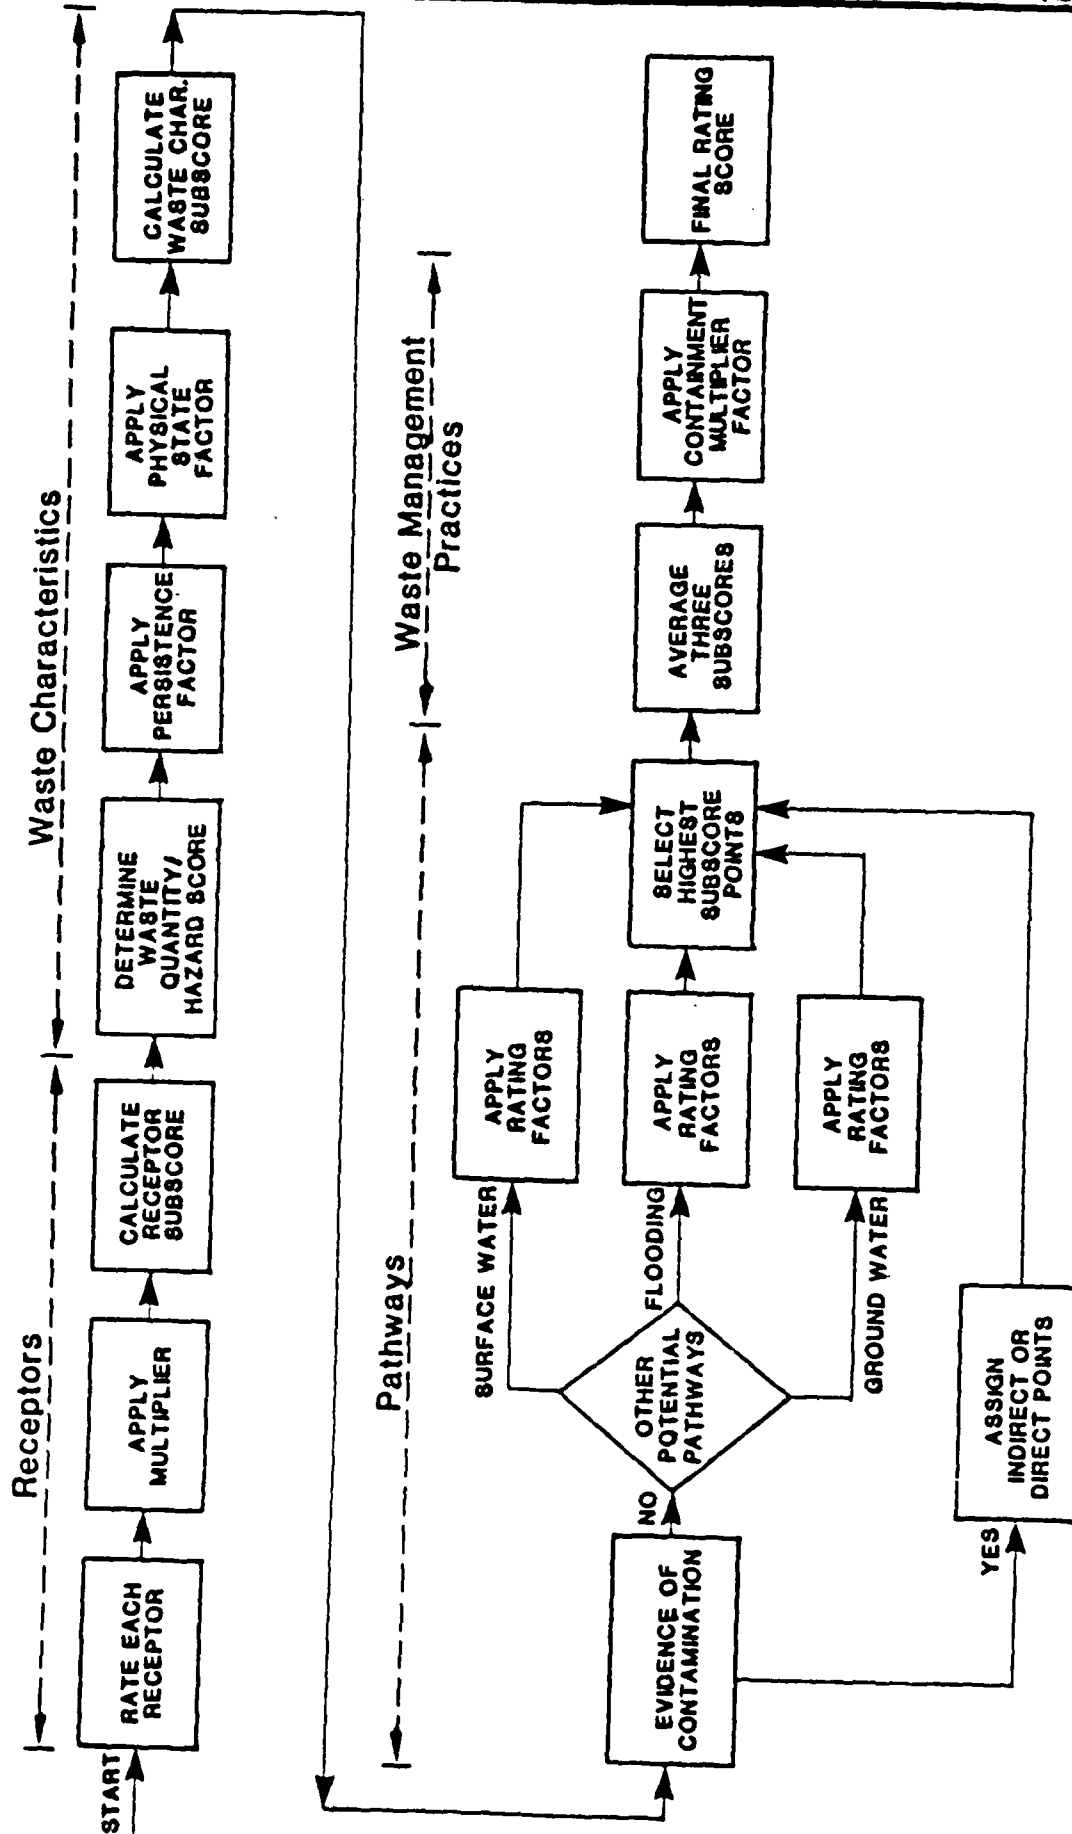 Receptors
Waste Characteristics
START
RATE EACH
RECEPTOR
APPLY
MULTIPLIER
CALCULATE
RECEPTOR
SUBSCORE
DETERMINE
WASTE
QUANTITY/
HAZARD SCORE
APPLY
PERSISTENCE
FACTOR
APPLY
PHYSICAL
STATE
FACTOR
CALCULATE
WASTE CHAR.
SUBSCORE
Pathways
Waste Management
Practices
EVIDENCE OF
CONTAMINATION
NO
YES
OTHER
POTENTIAL
PATHWAYS
SURFACE WATER
FLOODING
GROUND WATER
APPLY
RATING
FACTORS
APPLY
RATING
FACTORS
APPLY
RATING
FACTORS
ASSIGN
INDIRECT OR
DIRECT POINTS
SELECT
HIGHEST
SUBSCORE
POINTS
AVERAGE
THREE
SUBSCORES
APPLY
CONTAINMENT
MULTIPLIER
FACTOR
FINAL RATING
SCORE